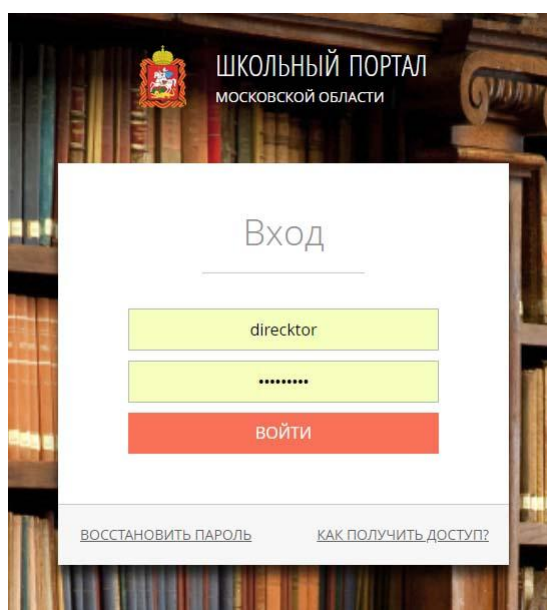 ШКОЛЬНЫЙ ПОРТАЛ
МОСКОВСКОЙ ОБЛАСТИ
Вход
direcktor
•••••••••
ВОЙТИ
ВОССТАНОВИТЬ ПАРОЛЬ КАК ПОЛУЧИТЬ ДОСТУП?